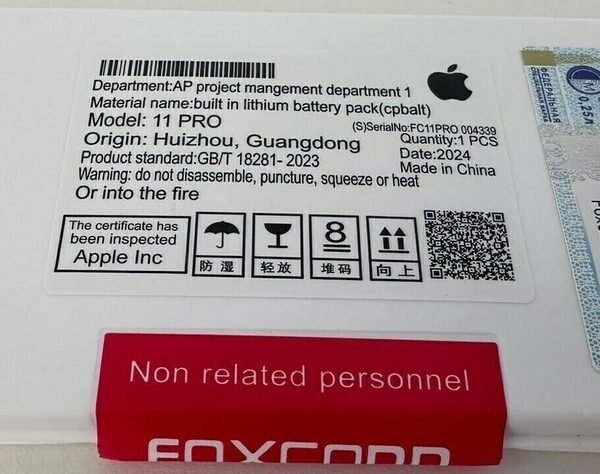 Department:AP project mangement department 1
Material name:built in lithium battery pack(cpbalt)
Model: 11 PRO
(S)SerialNo:FC11PRO 004339
Origin: Huizhou, Guangdong
Quantity:1 PCS
Product standard:GB/T 18281- 2023
Date:2024
Warning: do not disassemble, puncture, squeeze or heat
Made in China
Or into the fire
The certificate has
been inspected
Apple Inc
8
防湿
轻放
堆码
向上
ФЕДЕРАЛЬНАЯ
0,25Л
Non related personnel
FOXCONN